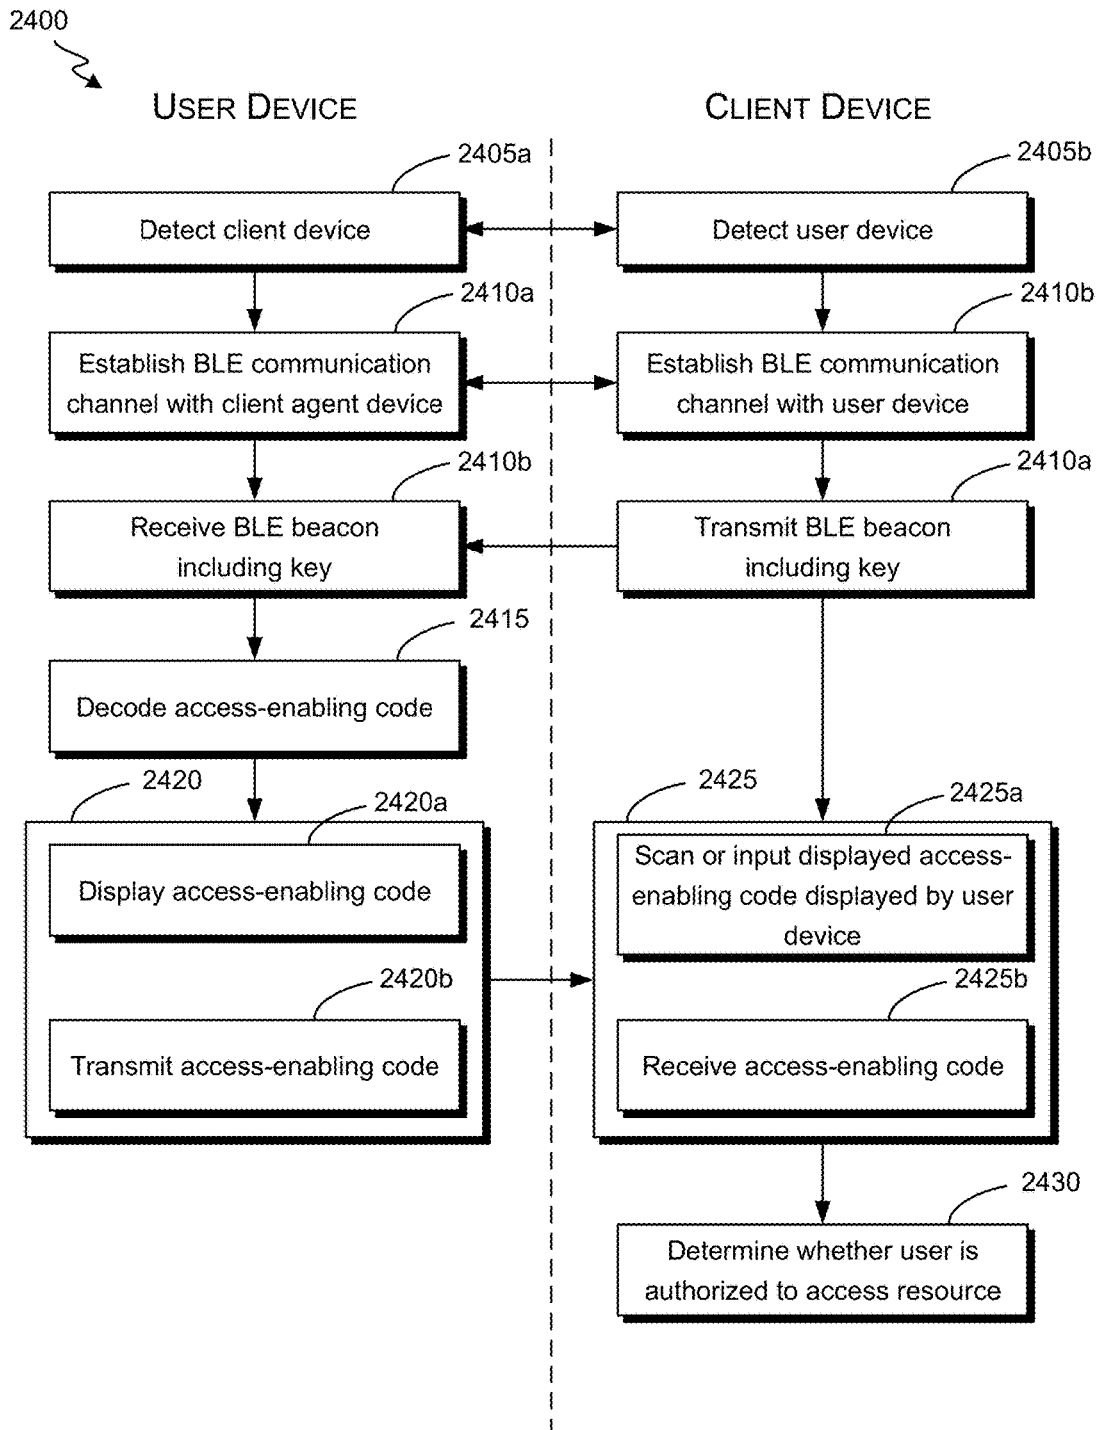 2400
USER DEVICE
CLIENT DEVICE
2405a
2405b
Detect client device
Detect user device
2410a
2410b
Establish BLE communication
channel with client agent device
Establish BLE communication
channel with user device
2410b
2410a
Receive BLE beacon
including key
Transmit BLE beacon
including key
2415
Decode access-enabling code
2420
2420a
2425
2425a
Display access-enabling code
Scan or input displayed access-
enabling code displayed by user
device
2420b
2425b
Transmit access-enabling code
Receive access-enabling code
2430
Determine whether user is
authorized to access resource